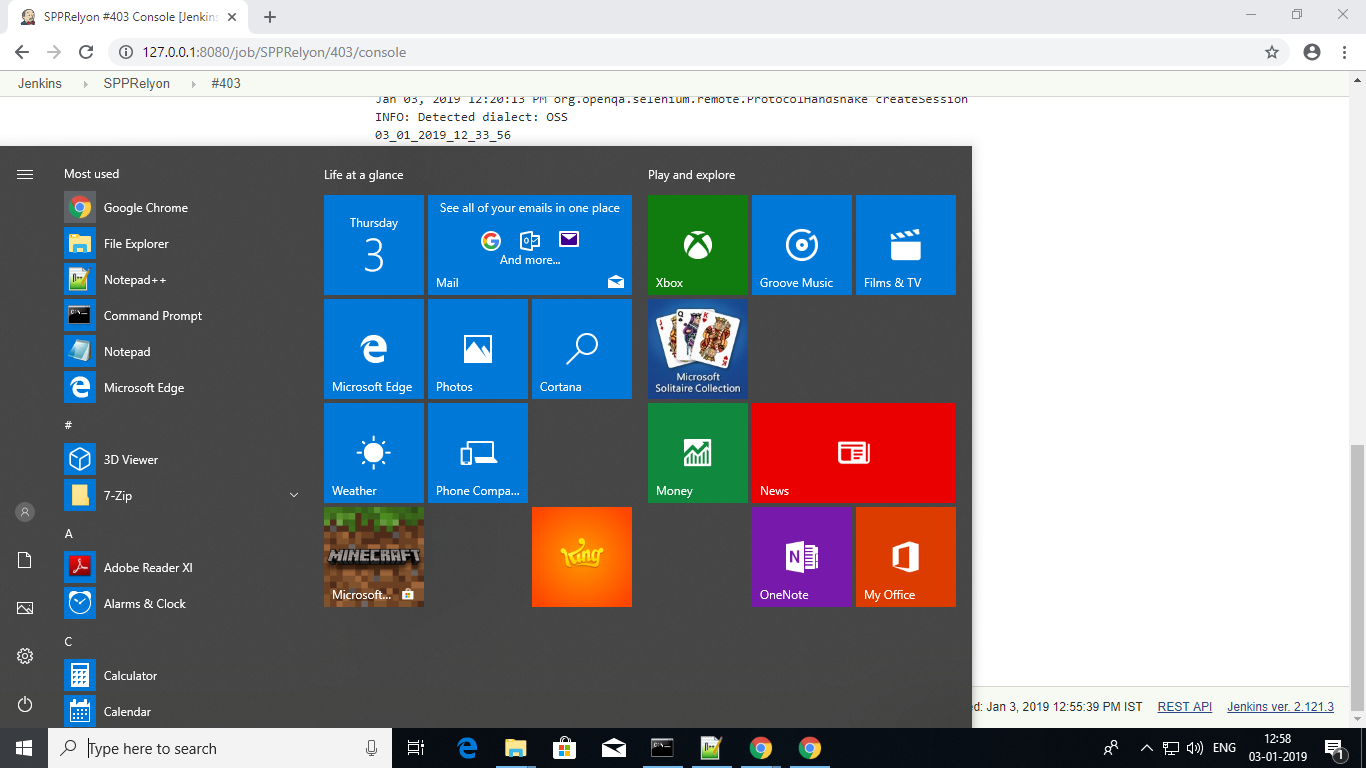 SPPRelyon #403 Console [Jenkins
127.0.0.1:8080/job/SPPRelyon/403/console
Jenkins SPPRelyon #403
Jan 03, 2019 12:20:13 PM org.openqa.selenium.remote.ProtocolHandshake createSession
INFO: Detected dialect: OSS
03_01_2019_12_33_56
Most used
Google Chrome
File Explorer
Notepad++
Command Prompt
Notepad
Microsoft Edge
#
3D Viewer
7-Zip
A
Adobe Reader XI
Alarms & Clock
C
Calculator
Calendar
Life at a glance
Thursday
3
See all of your emails in one place
And more...
Mail
Microsoft Edge
Photos
Cortana
Weather
Phone Compa...
MINECRAFT
Microsoft...
King
Play and explore
Xbox
Groove Music
Films & TV
Microsoft
Solitaire Collection
Money
News
OneNote
My Office
d: Jan 3, 2019 12:55:39 PM IST REST API Jenkins ver. 2.121.3
Type here to search
ENG
12:58
03-01-2019
1